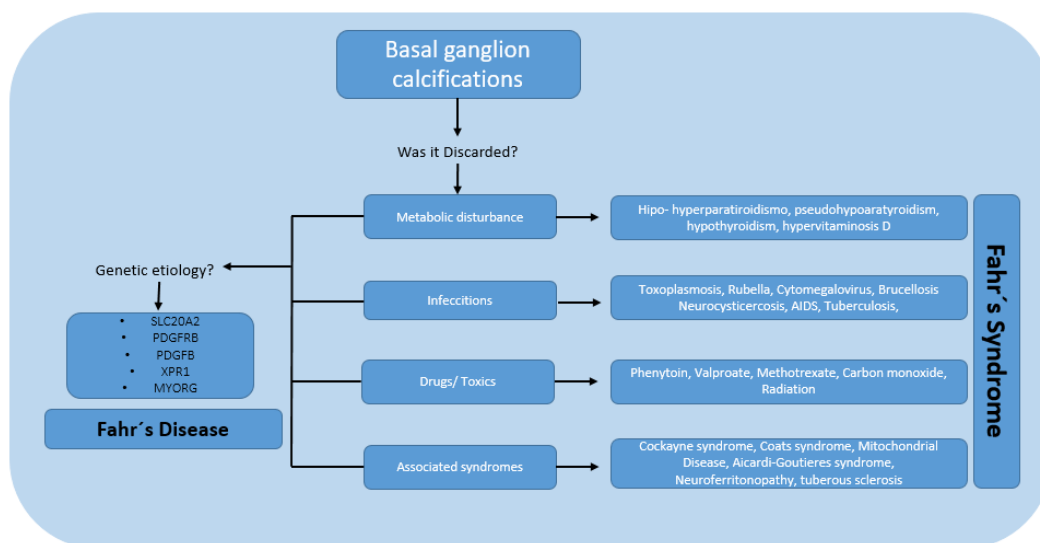 Basal ganglion
calcifications
Was it Discarded?
Metabolic disturbance
Hipo- hyperparatiroidismo, pseudohypoaratyroidism,
hypothyroidism, hypervitaminosis D
Genetic etiology?
• SLC20A2
• PDGFRB
• PDGFB
• XPR1
• MYORG
Fahr´s Disease
Infeccitions
Toxoplasmosis, Rubella, Cytomegalovirus, Brucellosis
Neurocysticercosis, AIDS, Tuberculosis,
Drugs/ Toxics
Phenytoin, Valproate, Methotrexate, Carbon monoxide,
Radiation
Associated syndromes
Cockayne syndrome, Coats syndrome, Mitochondrial
Disease, Aicardi-Goutieres syndrome,
Neuroferritonopathy, tuberous sclerosis
Fahr´s Syndrome